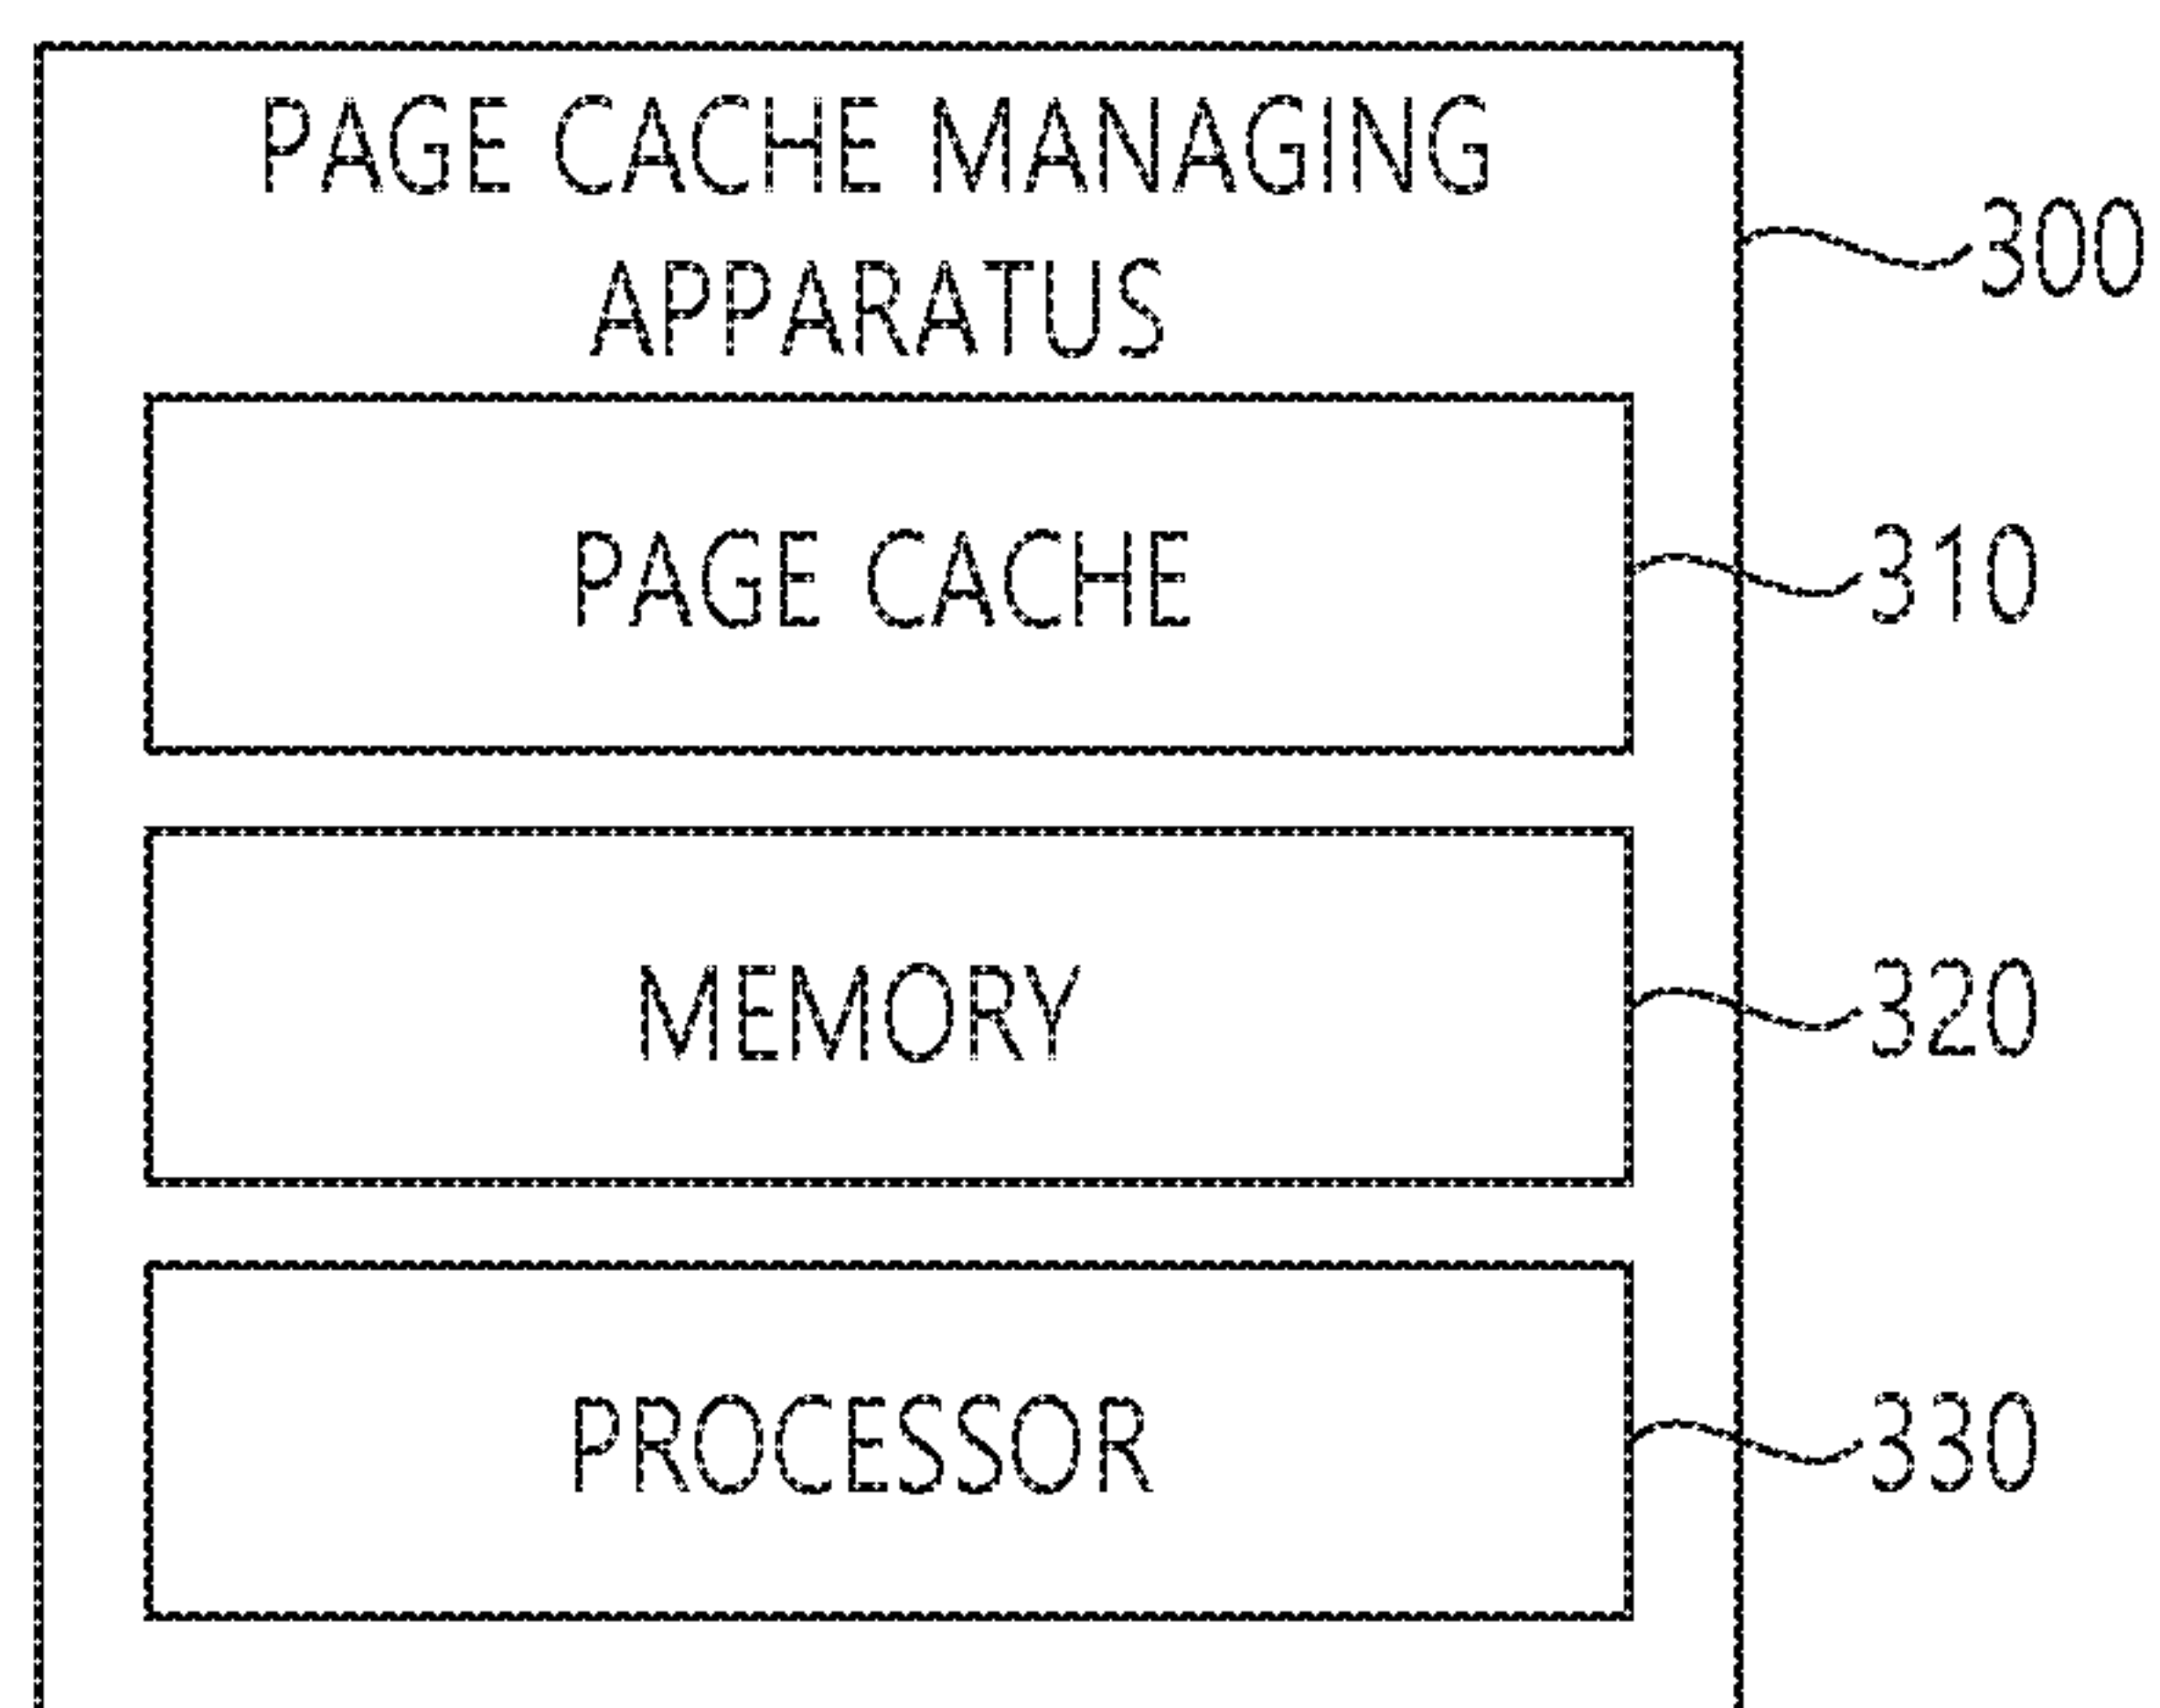 PAGE CACHE MANAGING
APPARATUS
300
PAGE CACHE
310
MEMORY
320
PROCESSOR
330